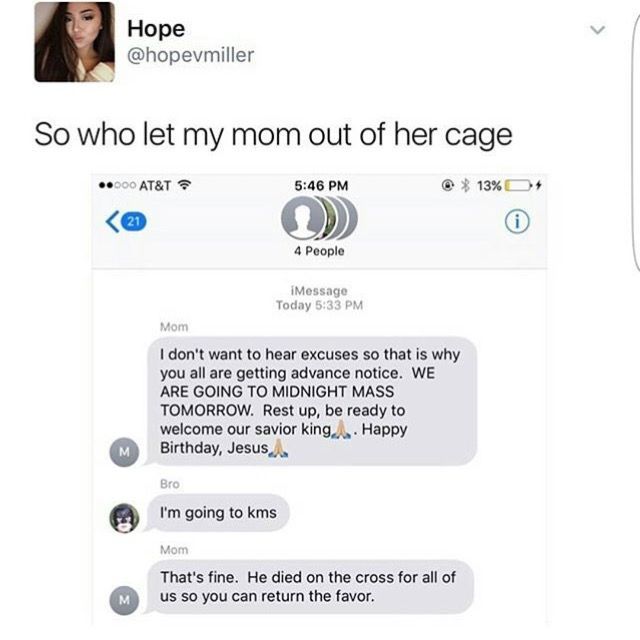 Hope
@hopevmiller
So who let my mom out of her cage
AT&T
5:46 PM
13%
21
4 People
iMessage
Today 5:33 PM
Mom
I don't want to hear excuses so that is why
you all are getting advance notice.  WE
ARE GOING TO MIDNIGHT MASS
TOMORROW.  Rest up, be ready to
welcome our savior king🙏🏼. Happy
Birthday, Jesus🙏🏼
M
Bro
I'm going to kms
Mom
That's fine.  He died on the cross for all of
us so you can return the favor.
M